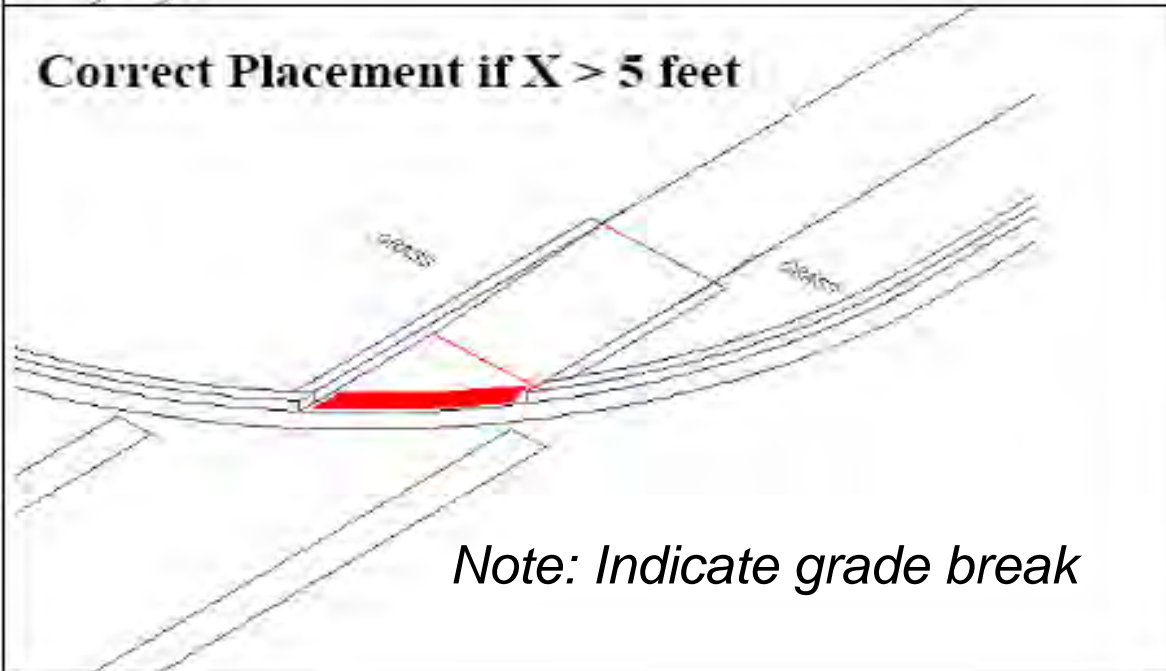 Correct Placement if X > 5 feet
GRASS
GRASS
Note: Indicate grade break